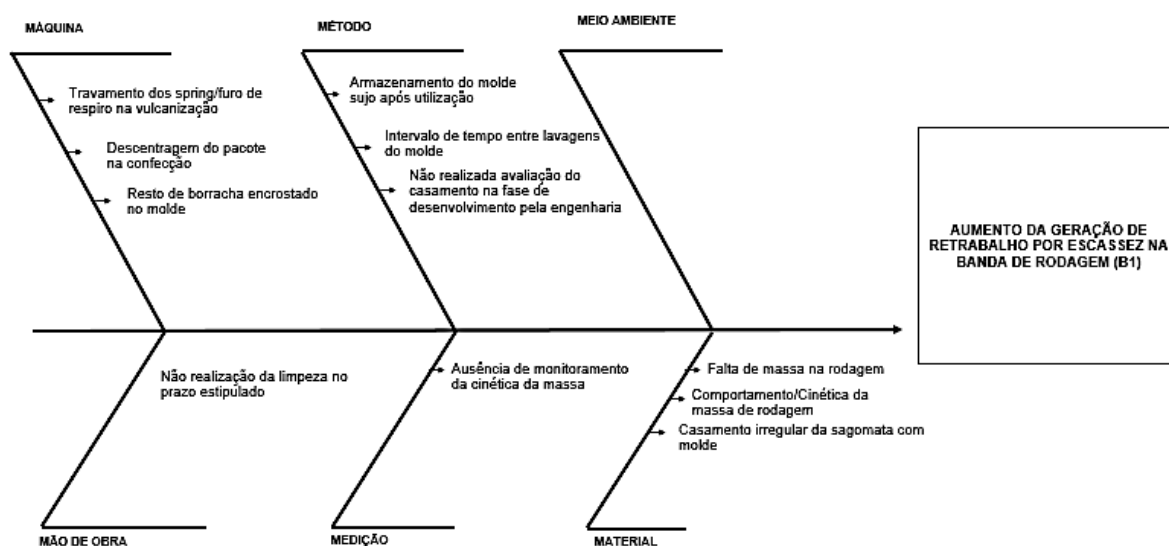 MÁQUINA
MÉTODO
MEIO AMBIENTE
Travamento dos spring/furo de
respiro na vulcanização
Descentragem do pacote
na confecção
Resto de borracha encrostado
no molde
Armazenamento do molde
sujo após utilização
Intervalo de tempo entre lavagens
do molde
Não realizada avaliação do
casamento na fase de
desenvolvimento pela engenharia
AUMENTO DA GERAÇÃO DE
RETRABALHO POR ESCASSEZ NA
BANDA DE RODAGEM (B1)
Não realização da limpeza no
prazo estipulado
Ausência de monitoramento
da cinética da massa
Falta de massa na rodagem
Comportamento/Cinética da
massa de rodagem
Casamento irregular da sagomata com
molde
MÃO DE OBRA
MEDIÇÃO
MATERIAL